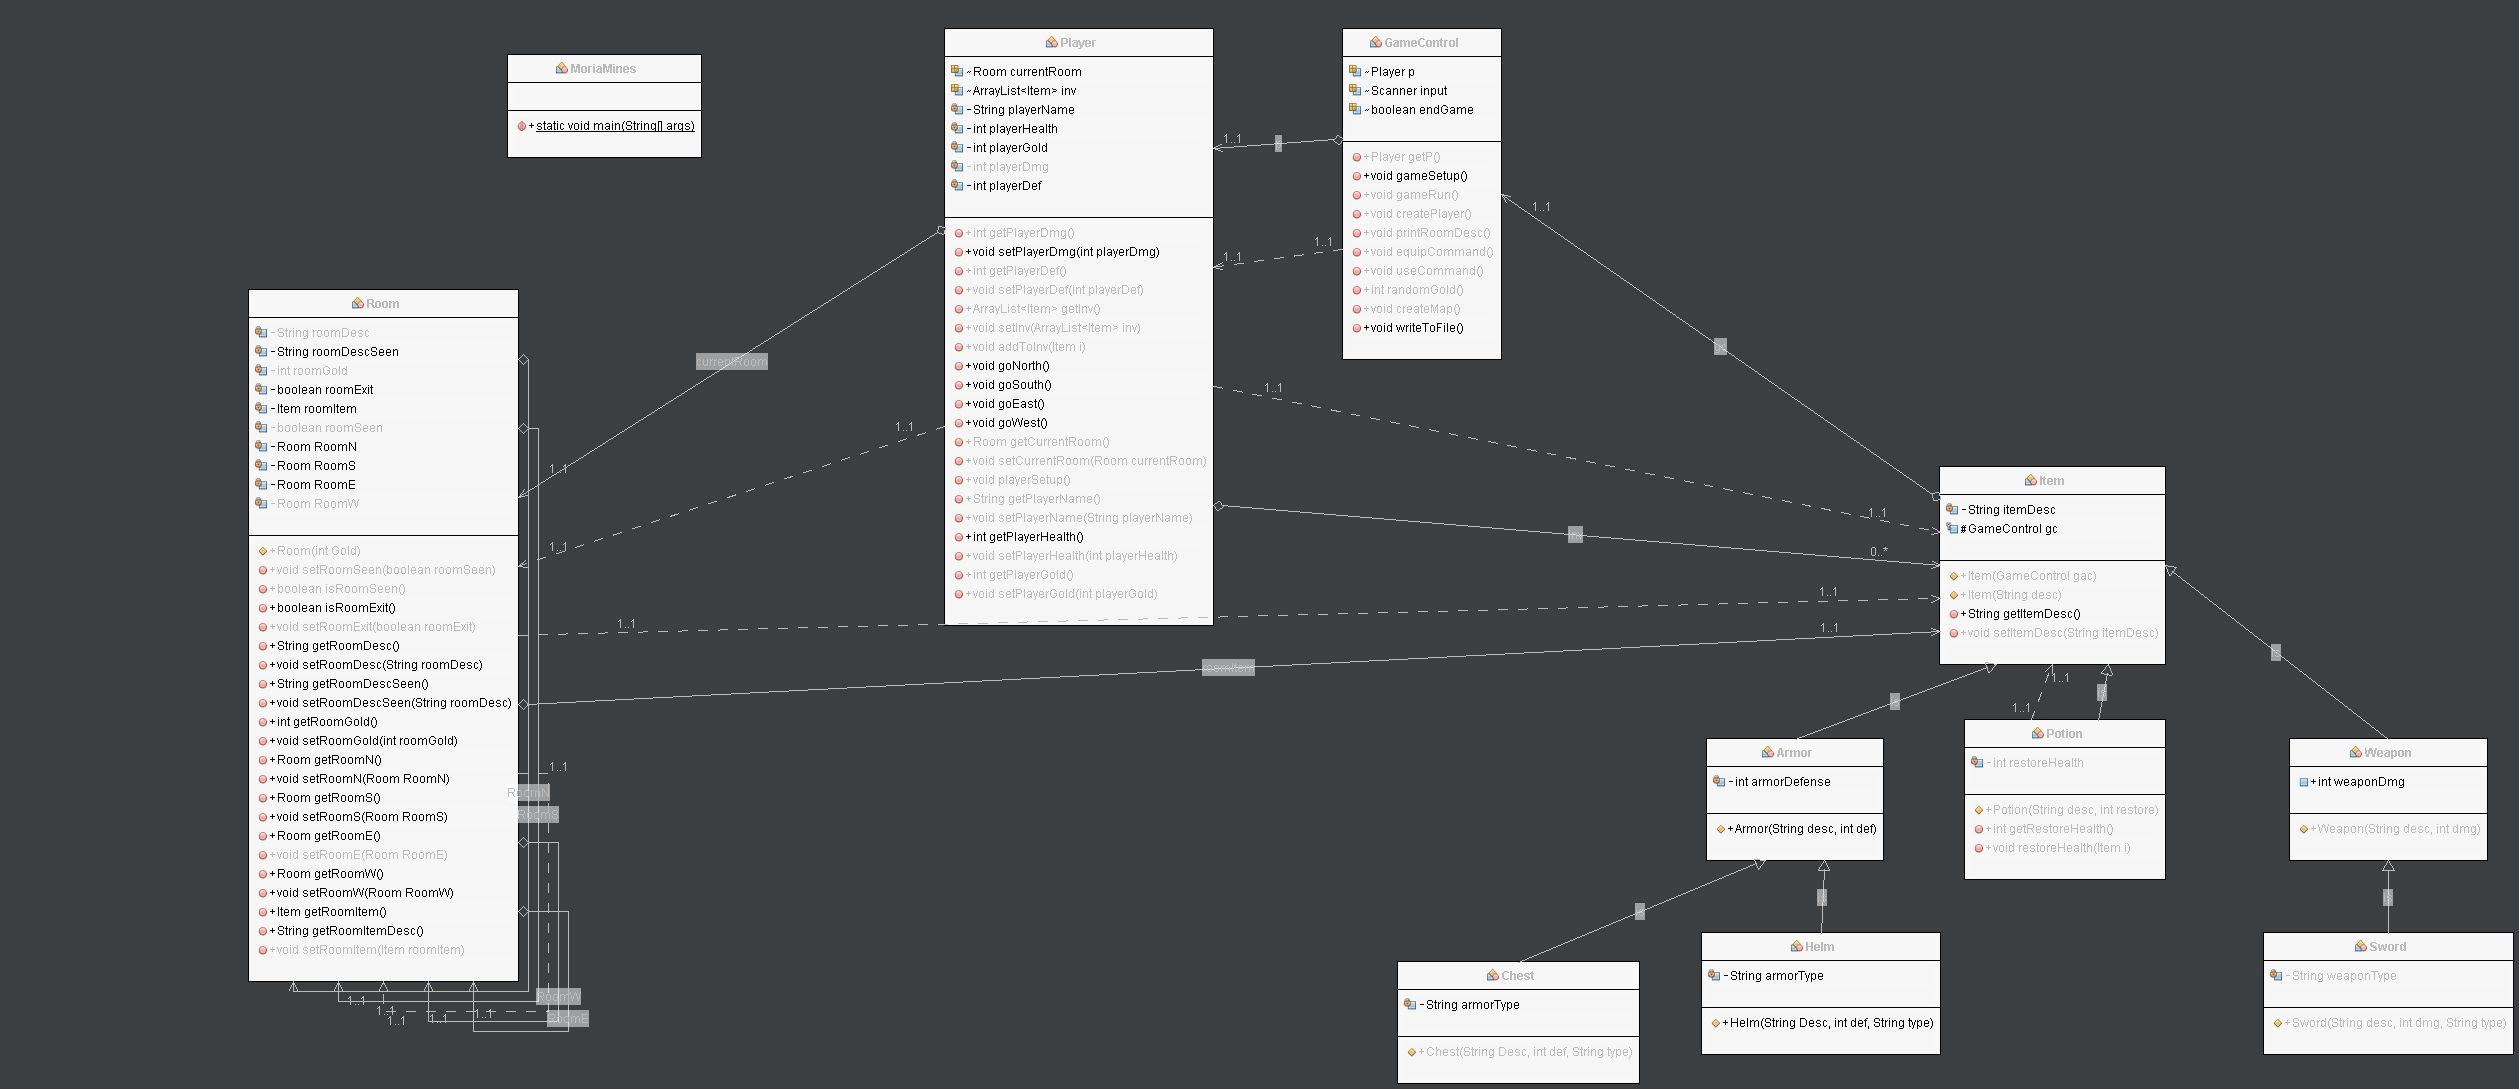 MoriaMines
+static void main(String[] args)
Player
~Room currentRoom
~ArrayList<Item> inv
-String playerName
-int playerHealth
-int playerGold
-int playerDmg
-int playerDef
+int getPlayerDmg()
+void setPlayerDmg(int playerDmg)
+int getPlayerDef()
+void setPlayerDef(int playerDef)
+ArrayList<Item> getInv()
+void setInv(ArrayList<Item> inv)
+void addToInv(Item i)
+void goNorth()
+void goSouth()
+void goEast()
+void goWest()
+Room getCurrentRoom()
+void setCurrentRoom(Room currentRoom)
+void playerSetup()
+String getPlayerName()
+void setPlayerName(String playerName)
+int getPlayerHealth()
+void setPlayerHealth(int playerHealth)
+int getPlayerGold()
+void setPlayerGold(int playerGold)
GameControl
~Player p
~Scanner input
~boolean endGame
+Player getP()
+void gameSetup()
+void gameRun()
+void createPlayer()
+void printRoomDesc()
+void equipCommand()
+void useCommand()
+int randomGold()
+void createMap()
+void writeToFile()
1..1
1..1
1..1
1..1
1..1
currentRoom
1..1
1..1
1..1
1..1
0..*
1..1
1..1
1..1
roomItem
Room
-String roomDesc
-String roomDescSeen
-int roomGold
-boolean roomExit
-Item roomItem
-boolean roomSeen
-Room RoomN
-Room RoomS
-Room RoomE
-Room RoomW
+Room(int Gold)
+void setRoomSeen(boolean roomSeen)
+boolean isRoomSeen()
+boolean isRoomExit()
+void setRoomExit(boolean roomExit)
+String getRoomDesc()
+void setRoomDesc(String roomDesc)
+String getRoomDescSeen()
+void setRoomDescSeen(String roomDesc)
+int getRoomGold()
+void setRoomGold(int roomGold)
+Room getRoomN()
+void setRoomN(Room RoomN)
+Room getRoomS()
+void setRoomS(Room RoomS)
+Room getRoomE()
+void setRoomE(Room RoomE)
+Room getRoomW()
+void setRoomW(Room RoomW)
+Item getRoomItem()
+String getRoomItemDesc()
+void setRoomItem(Item roomItem)
1..1
1..1
RoomN
RoomS
RoomW
RoomE
1..1
1..1
1..1
1..1
1..1
Item
-String itemDesc
#GameControl gc
+Item(GameControl gac)
+Item(String desc)
+String getItemDesc()
+void setItemDesc(String itemDesc)
1..1
1..1
Armor
-int armorDefense
+Armor(String desc, int def)
Potion
-int restoreHealth
+Potion(String desc, int restore)
+int getRestoreHealth()
+void restoreHealth(Item i)
Weapon
+int weaponDmg
+Weapon(String desc, int dmg)
Chest
-String armorType
+Chest(String Desc, int def, String type)
Helm
-String armorType
+Helm(String Desc, int def, String type)
Sword
-String weaponType
+Sword(String desc, int dmg, String type)